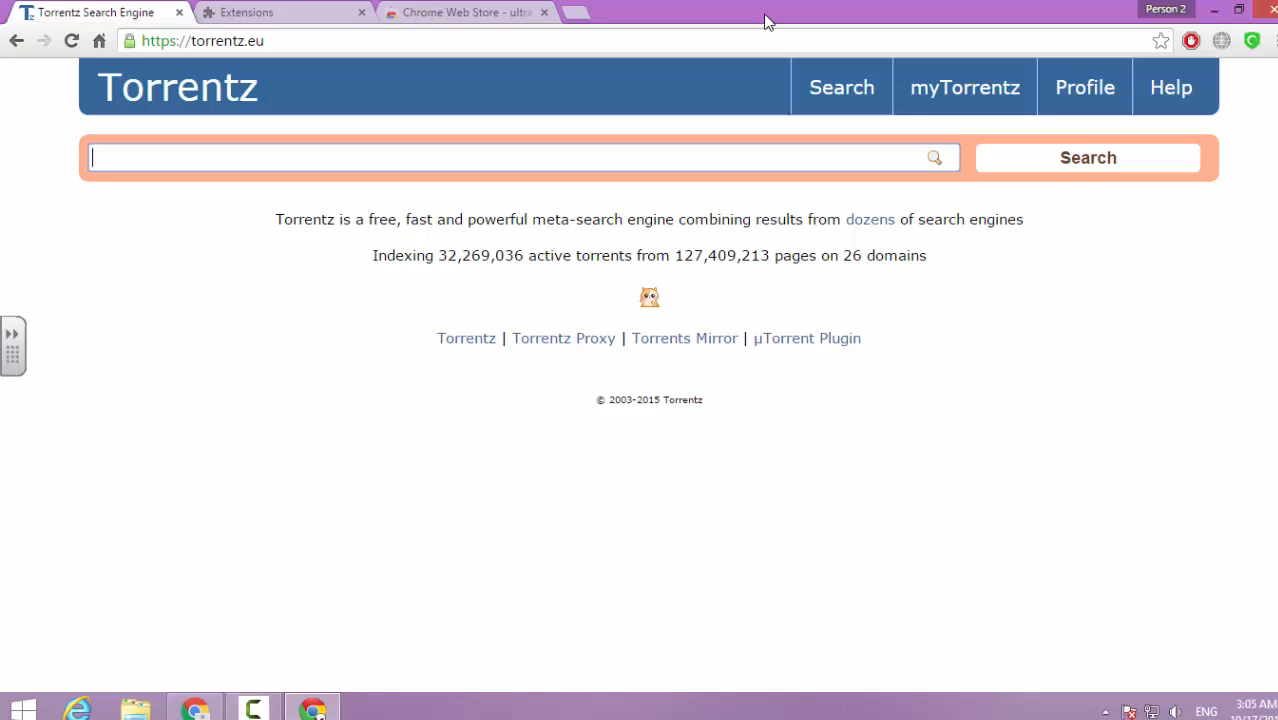 Torrentz Search Engine
Extensions
Chrome Web Store - ultra
Person 2
https://torrentz.eu
Torrentz
Search
myTorrentz
Profile
Help
Search
Torrentz is a free, fast and powerful meta-search engine combining results from dozens of search engines
Indexing 32,269,036 active torrents from 127,409,213 pages on 26 domains
Torrentz | Torrentz Proxy | Torrents Mirror | µTorrent Plugin
© 2003-2015 Torrentz
ENG
3:05 AM